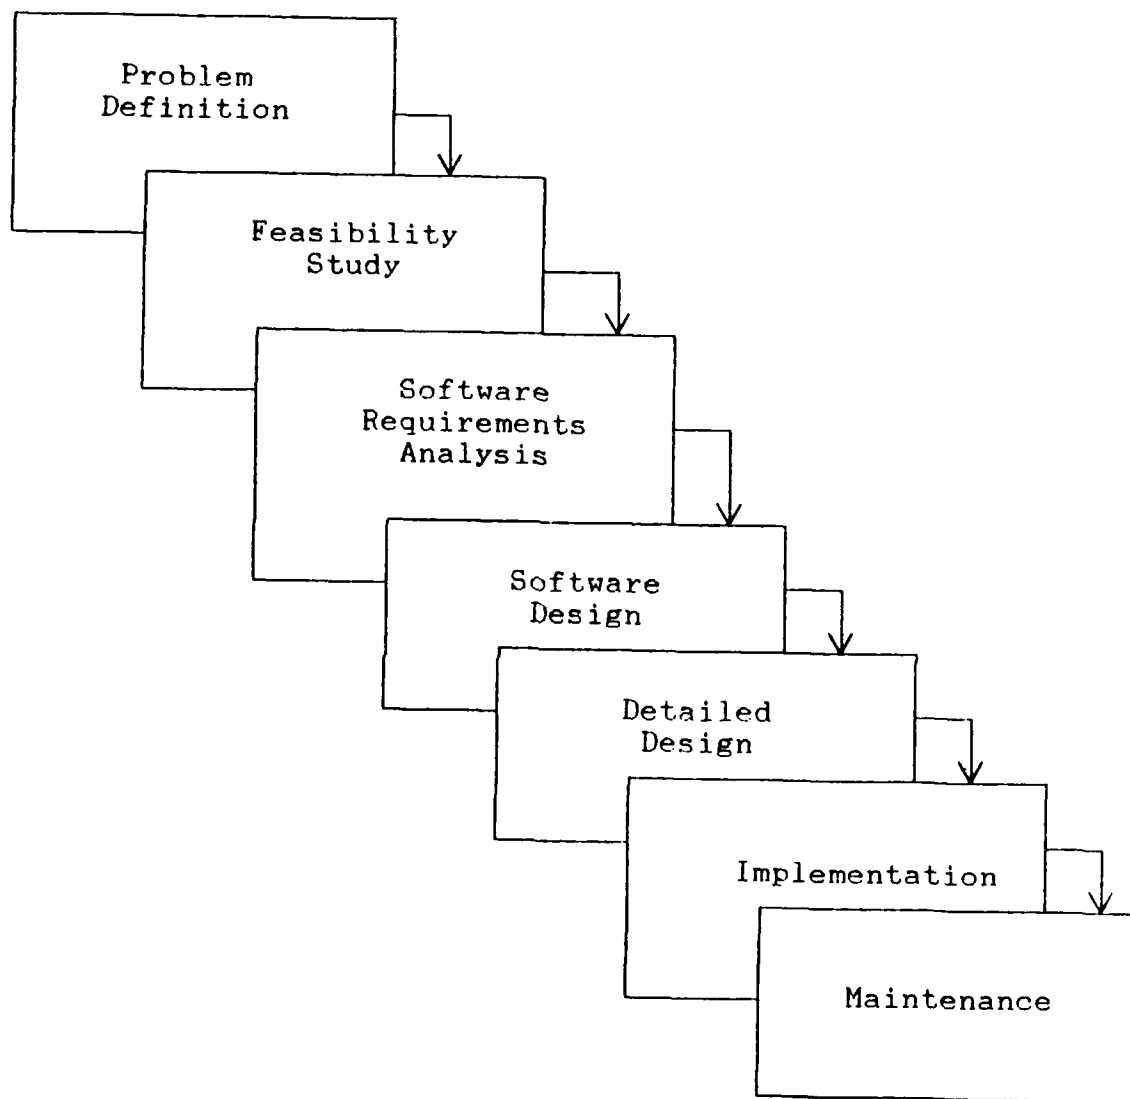 Problem
Definition
Feasibility
Study
Software
Requirements
Analysis
Software
Design
Detailed
Design
Implementation
Maintenance